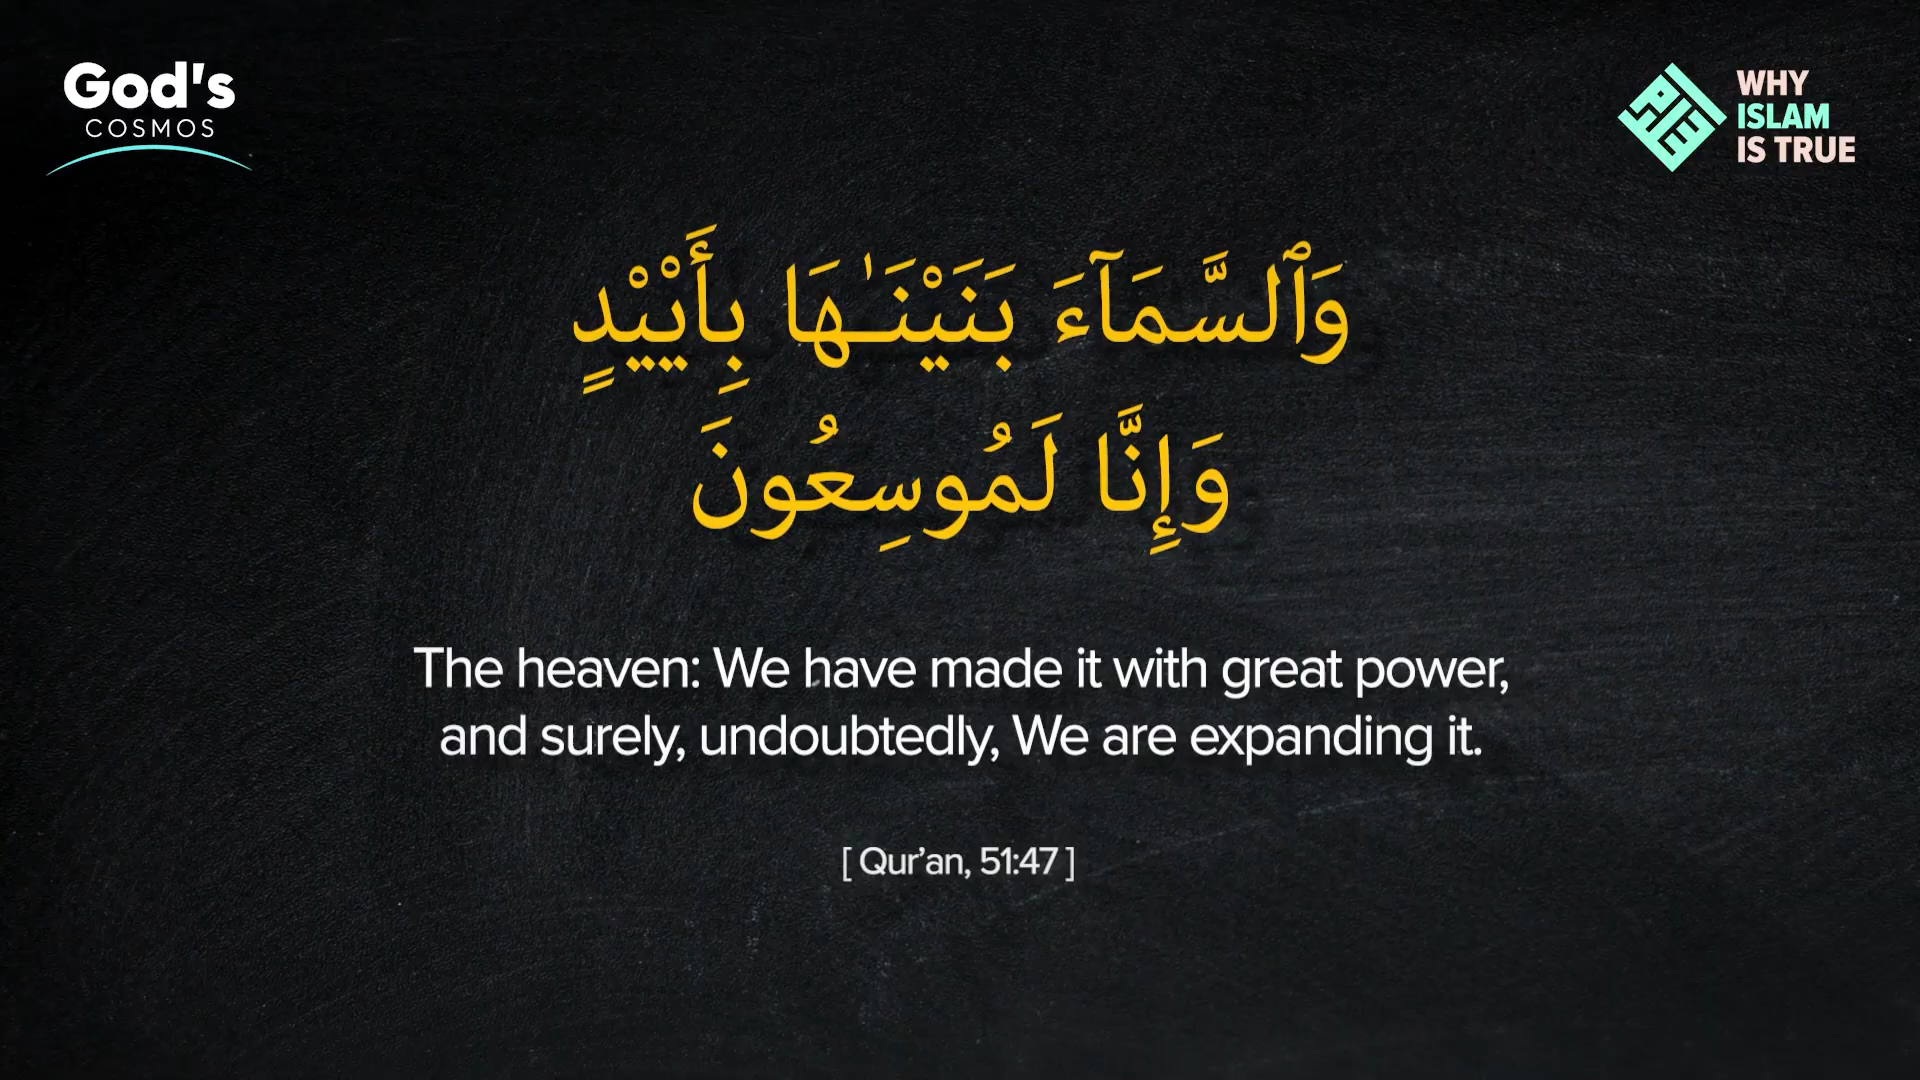 God's
COSMOS
WHY
ISLAM
IS TRUE
وَٱلسَّمَآءَ بَنَيْنَـٰهَا بِأَيْي۟دٍ
وَإِنَّا لَمُوسِعُونَ
The heaven: We have made it with great power,
and surely, undoubtedly, We are expanding it.
[ Qur’an, 51:47 ]